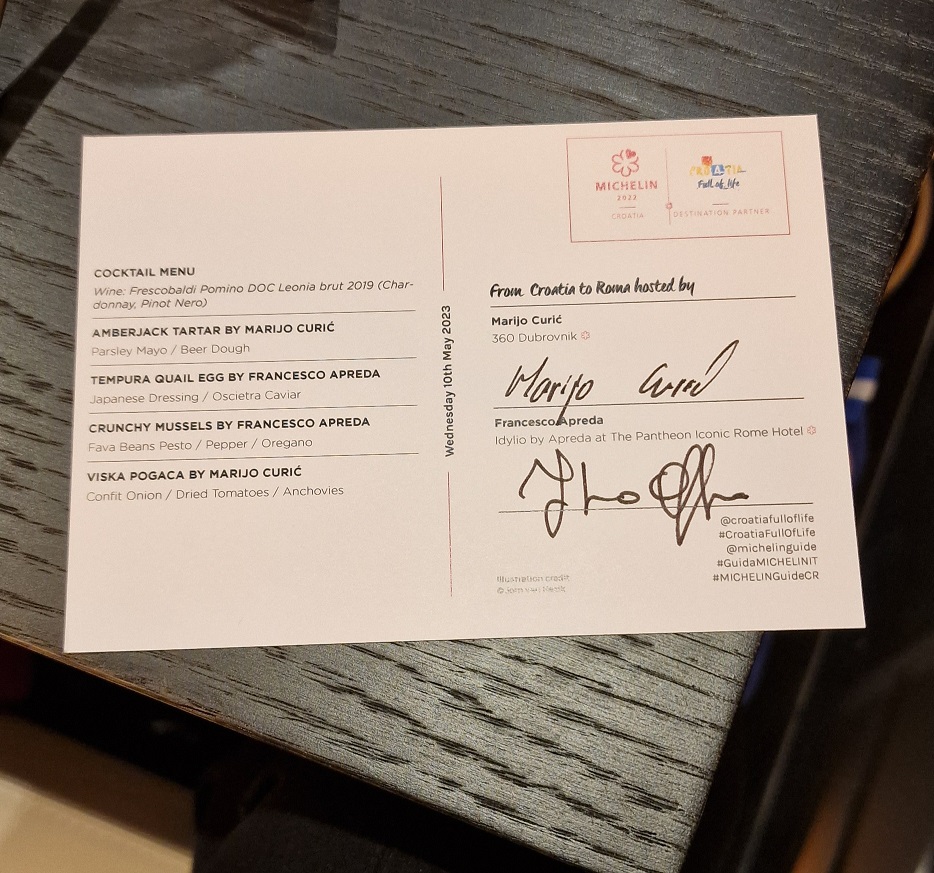 MICHELIN
2022
CROATIA
CROATIA
Full of life
DESTINATION PARTNER
COCKTAIL MENU
Wine: Frescobaldi Pomino DOC Leonia brut 2019 (Char-
donnay, Pinot Nero)
AMBERJACK TARTAR BY MARIJO CURIĆ
Parsley Mayo / Beer Dough
TEMPURA QUAIL EGG BY FRANCESCO APREDA
Japanese Dressing / Oscietra Caviar
CRUNCHY MUSSELS BY FRANCESCO APREDA
Fava Beans Pesto / Pepper / Oregano
VISKA POGACA BY MARIJO CURIĆ
Confit Onion / Dried Tomatoes / Anchovies
Wednesday 10th May 2023
From Croatia to Roma hosted by
Marijo Curić
360 Dubrovnik
Marijo Curić
Francesco Apreda
Idylio by Apreda at The Pantheon Iconic Rome Hotel
@croatiafulloflife
#CroatiaFullOfLife
@michelinguide
#GuidaMICHELINIT
#MICHELINGuideCR
Illustration credit
©